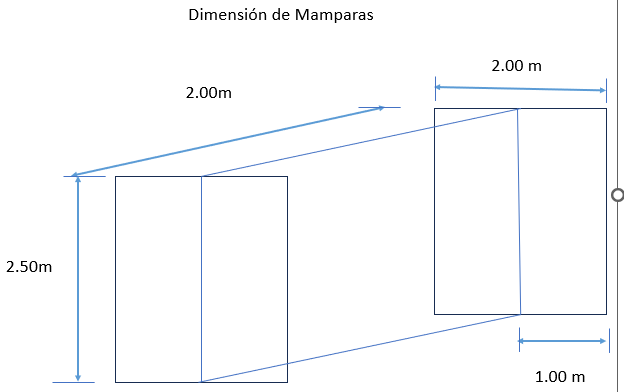 Dimensión de Mamparas
2.00 m
2.00m
2.50m
1.00 m